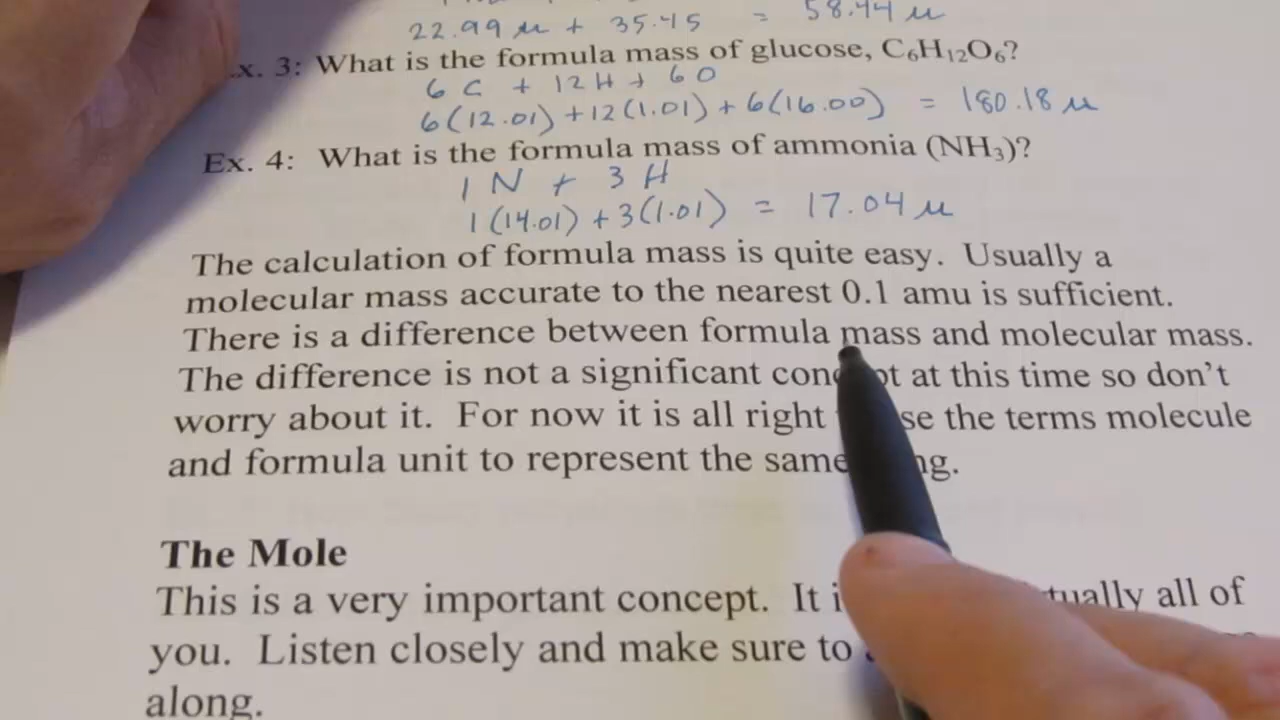 22.99 u + 35.45 = 58.44 u
x. 3: What is the formula mass of glucose, C₆H₁₂O₆?
6 C + 12 H + 6 O
6(12.01) + 12(1.01) + 6(16.00) = 180.18 u
Ex. 4: What is the formula mass of ammonia (NH₃)?
1 N + 3 H
1(14.01) + 3(1.01) = 17.04 u
The calculation of formula mass is quite easy. Usually a
molecular mass accurate to the nearest 0.1 amu is sufficient.
There is a difference between formula mass and molecular mass.
The difference is not a significant at this time so don't
worry about it. For now it is all right the terms molecule
and formula unit to represent the same
The Mole
This is a very important concept. It all of
you. Listen closely and make sure to
along.